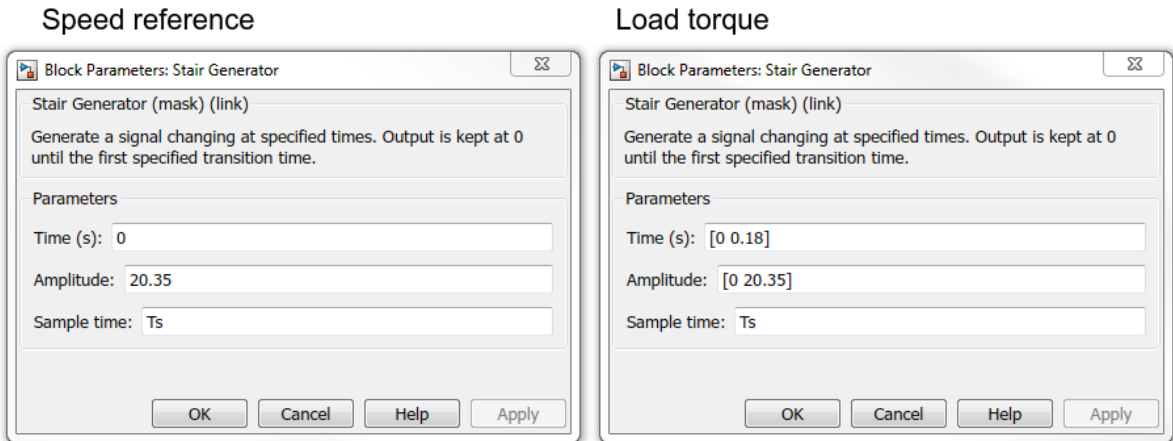 Speed reference
Block Parameters: Stair Generator
Stair Generator (mask) (link)
Generate a signal changing at specified times. Output is kept at 0
until the first specified transition time.
Parameters
Time (s): 0
Amplitude: 20.35
Sample time: Ts
OK Cancel Help Apply
Load torque
Block Parameters: Stair Generator
Stair Generator (mask) (link)
Generate a signal changing at specified times. Output is kept at 0
until the first specified transition time.
Parameters
Time (s): [0 0.18]
Amplitude: [0 20.35]
Sample time: Ts
OK Cancel Help Apply